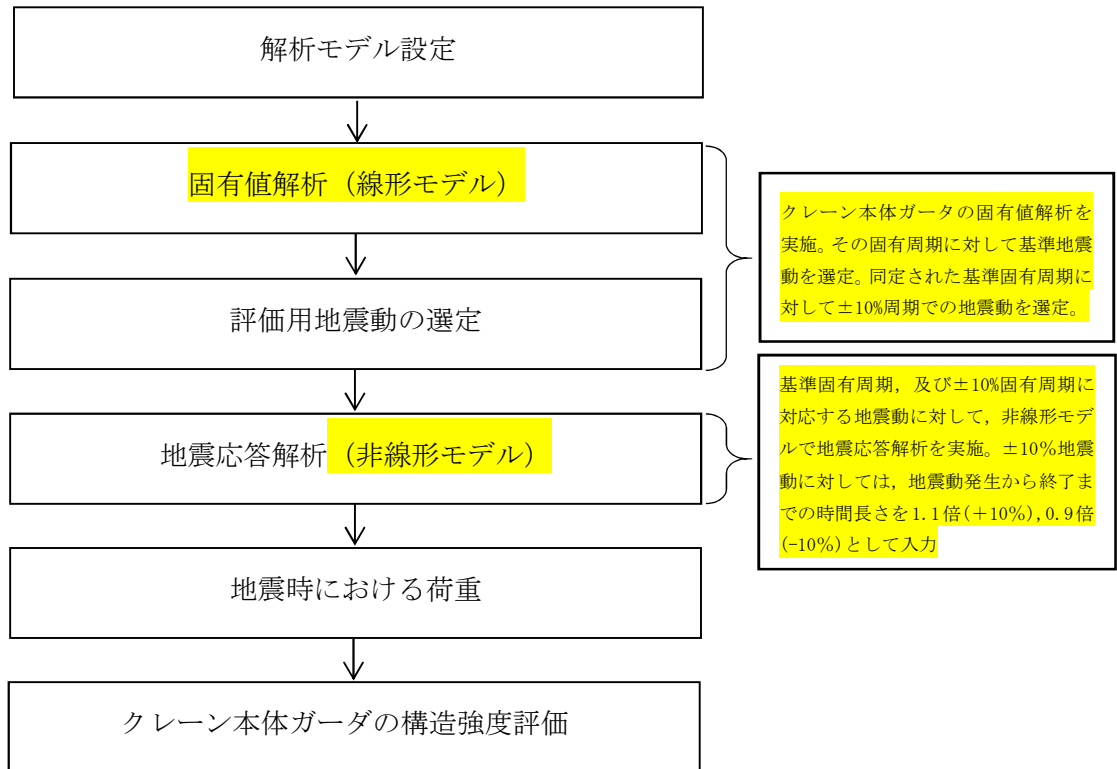 解析モデル設定
固有値解析（線形モデル）
クレーン本体ガータの固有値解析を
実施。その固有周期に対して基準地震
動を選定。同定された基準固有周期に
対して±10%周期での地震動を選定。
評価用地震動の選定
基準固有周期，及び±10%固有周期に
対応する地震動に対して，非線形モデ
ルで地震応答解析を実施。±10％地震
動に対しては，地震動発生から終了ま
での時間長さを1.1倍(＋10％),0.9倍
(-10％)として入力
地震応答解析（非線形モデル）
地震時における荷重
クレーン本体ガーダの構造強度評価